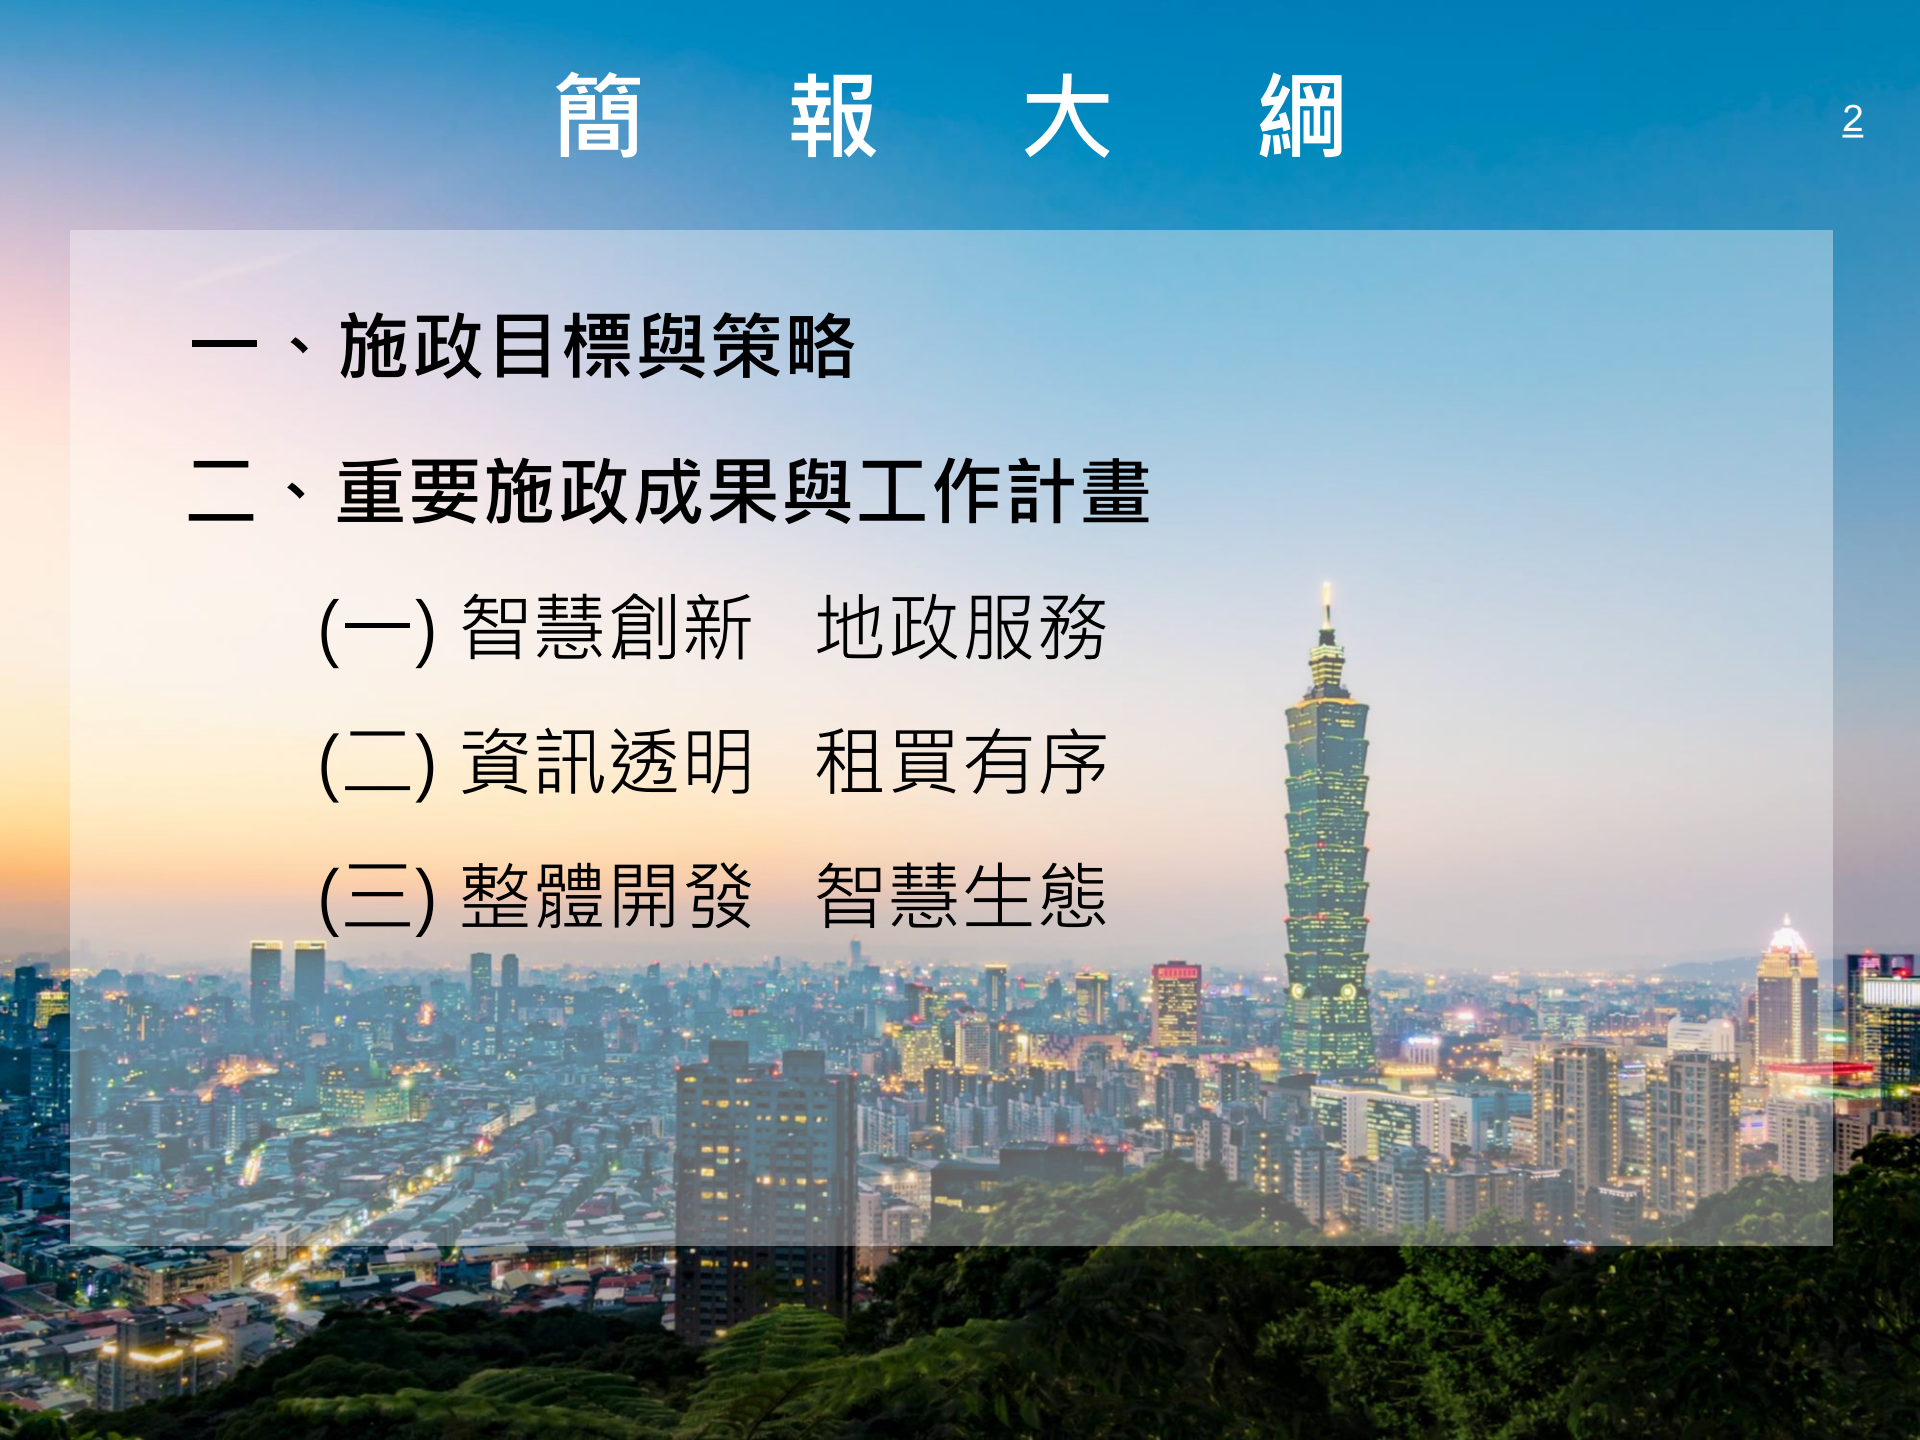 簡報大綱
2
一、施政目標與策略
二、重要施政成果與工作計畫
(一) 智慧創新 地政服務
(二) 資訊透明 租買有序
(三) 整體開發 智慧生態